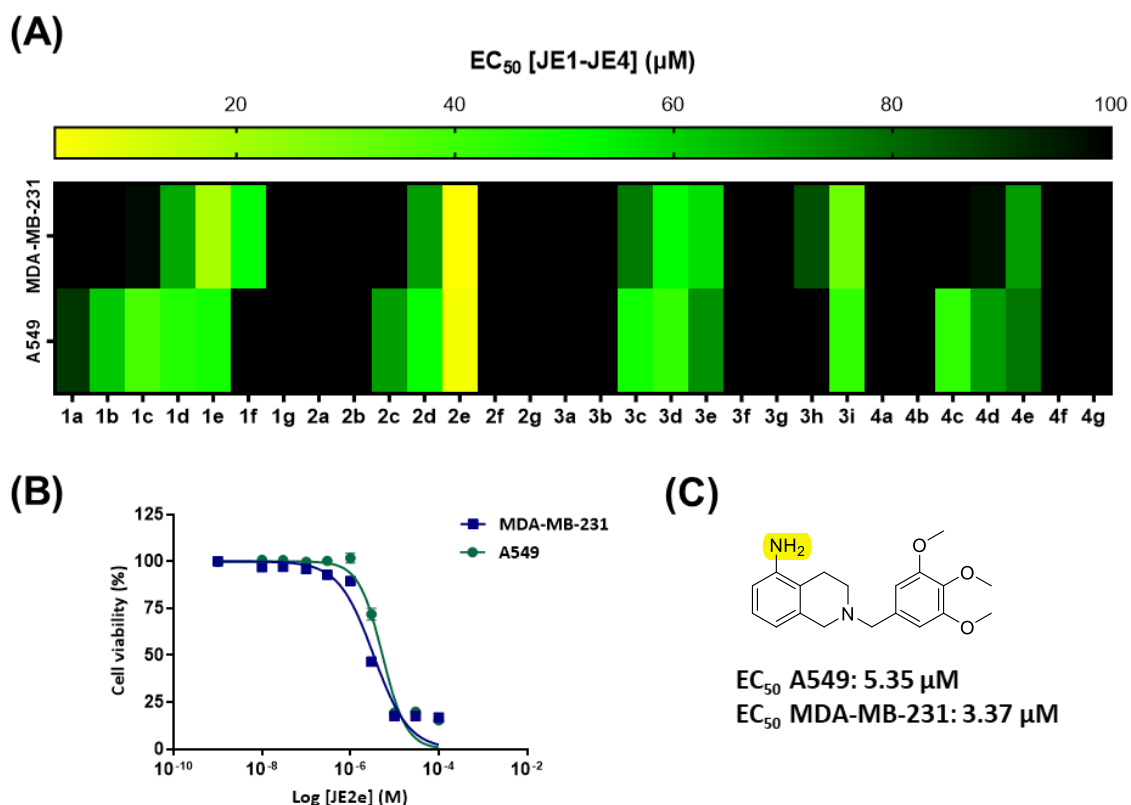 (A)
EC₅₀ [JE1-JE4] (µM)
20 40 60 80 100
MDA-MB-231
A549
1a 1b 1c 1d 1e 1f 1g 2a 2b 2c 2d 2e 2f 2g 3a 3b 3c 3d 3e 3f 3g 3h 3i 4a 4b 4c 4d 4e 4f 4g
(B)
125
100
75
50
25
0
Cell viability (%)
10⁻¹⁰ 10⁻⁸ 10⁻⁶ 10⁻⁴ 10⁻²
Log [JE2e] (M)
MDA-MB-231
A549
(C)
NH₂
N
O
O
O
EC₅₀ A549: 5.35 µM
EC₅₀ MDA-MB-231: 3.37 µM